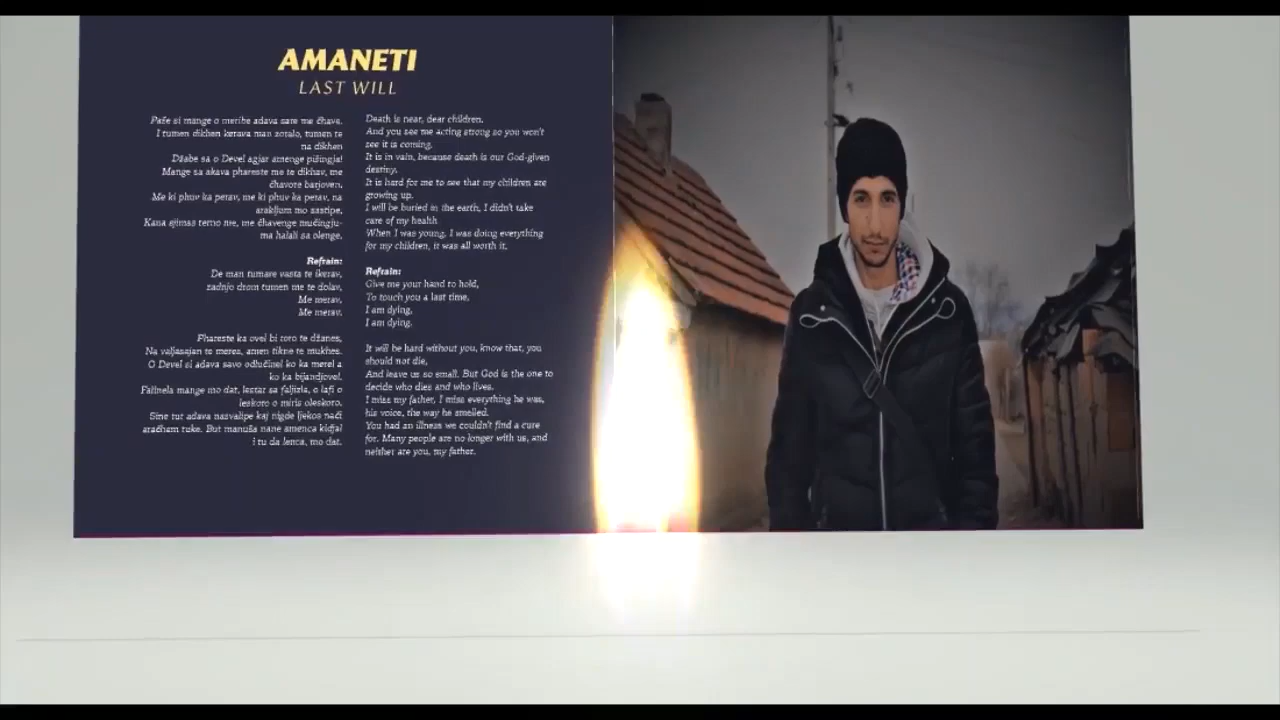 AMANETI
LAST WILL
Paše si mange o meribe adava sare me čhava.
I tumen dikhen kerava man zoralo, tumen te
na dikhen
Džabe sa o Devel agjar amenge pišingja!
Mange sa akava phareste me te dikhav, me
čhavore barjoven.
Me ki phuv ka perav, me ki phuv ka perav, na
arakljum mo sastipe,
Kana sjimas terno me, me čhavenge mučingju-
ma halali sa olenge.
Refrain:
De man tumare vasta te ikerav,
zadnjo drom tumen me te dolav,
Me merav,
Me merav.
Phareste ka ovel bi toro te džanes,
Na valjasajan te meres, amen tikne te mukhes.
O Devel si adava savo odlučinel ko ka merel a
ko ka bijandjovel.
Falinela mange mo dat, lestar sa faljizla, o lafi o
leskoro o miris oleskoro.
Sine tut adava nasvalipe kaj nigde ljekos nači
aračham tuke. But manuša nane amenca kidjal
i tu da lenca, mo dat.
Death is near, dear children.
And you see me acting strong so you won't
see it is coming.
It is in vain, because death is our God-given
destiny.
It is hard for me to see that my children are
growing up.
I will be buried in the earth, I didn't take
care of my health
When I was young, I was doing everything
for my children, it was all worth it.
Refrain:
Give me your hand to hold,
To touch you a last time,
I am dying,
I am dying.
It will be hard without you, know that, you
should not die,
And leave us so small. But God is the one to
decide who dies and who lives.
I miss my father, I miss everything he was,
his voice, the way he smelled.
You had an illness we couldn't find a cure
for. Many people are no longer with us, and
neither are you, my father.